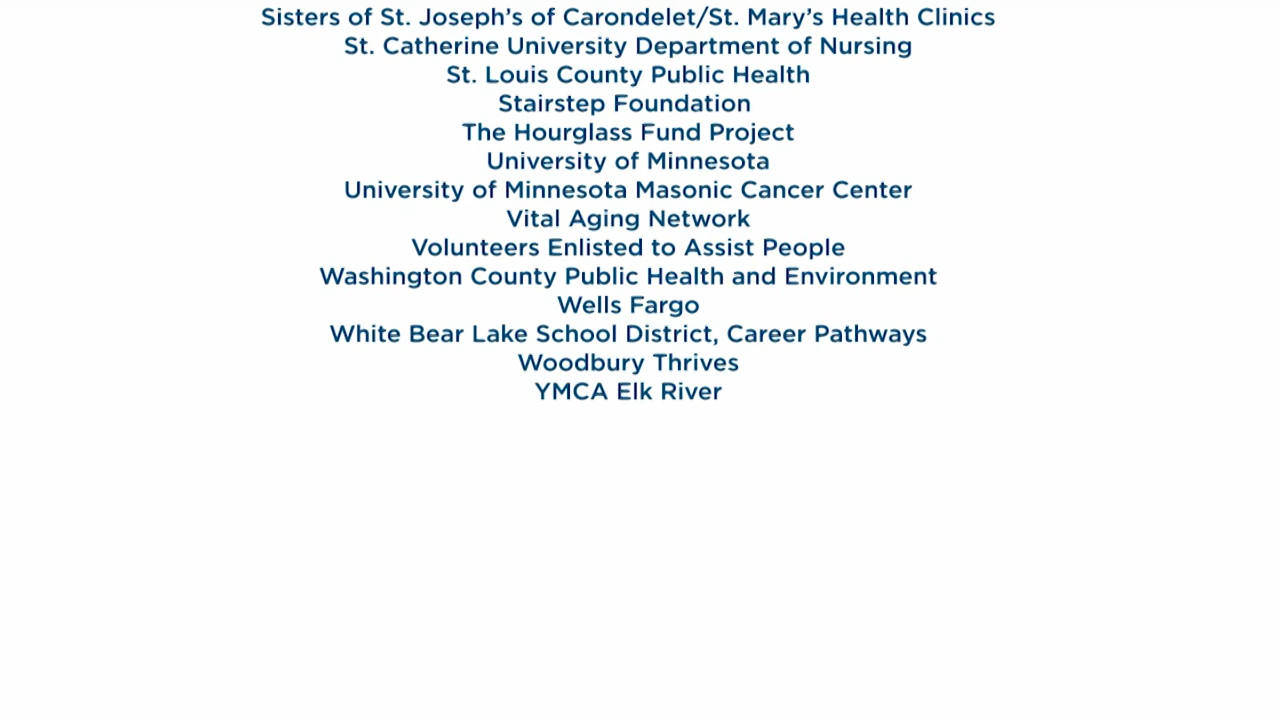 Sisters of St. Joseph’s of Carondelet/St. Mary’s Health Clinics
St. Catherine University Department of Nursing
St. Louis County Public Health
Stairstep Foundation
The Hourglass Fund Project
University of Minnesota
University of Minnesota Masonic Cancer Center
Vital Aging Network
Volunteers Enlisted to Assist People
Washington County Public Health and Environment
Wells Fargo
White Bear Lake School District, Career Pathways
Woodbury Thrives
YMCA Elk River